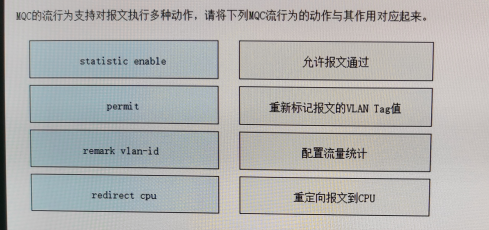 MQC的流行为支持对报文执行多种动作，请将下列MQC流行为的动作与其作用对应起来。
statistic enable
允许报文通过
permit
重新标记报文的VLAN Tag值
remark vlan-id
配置流量统计
redirect cpu
重定向报文到CPU